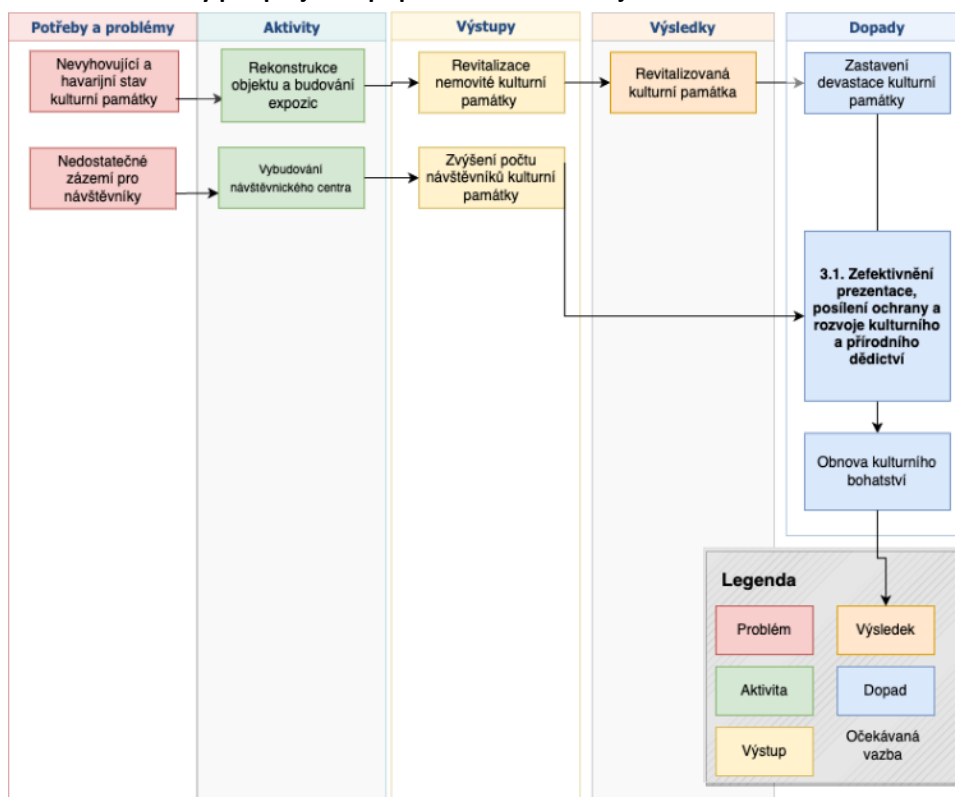 Potřeby a problémy
Aktivity
Výstupy
Výsledky
Dopady
Nevyhovující a
havarijní stav
kulturní památky
Rekonstrukce
objektu a budování
expozic
Revitalizace
nemovité kulturní
památky
Revitalizovaná
kulturní památka
Zastavení
devastace kulturní
památky
Nedostatečné
zázemí pro
návštěvníky
Vybudování
návštěvnického centra
Zvýšení počtu
návštěvníků kulturní
památky
3.1. Zefektivnění
prezentace,
posílení ochrany a
rozvoje kulturního
a přírodního
dědictví
Obnova kulturního
bohatství
Legenda
Problém
Výsledek
Aktivita
Dopad
Výstup
Očekávaná
vazba